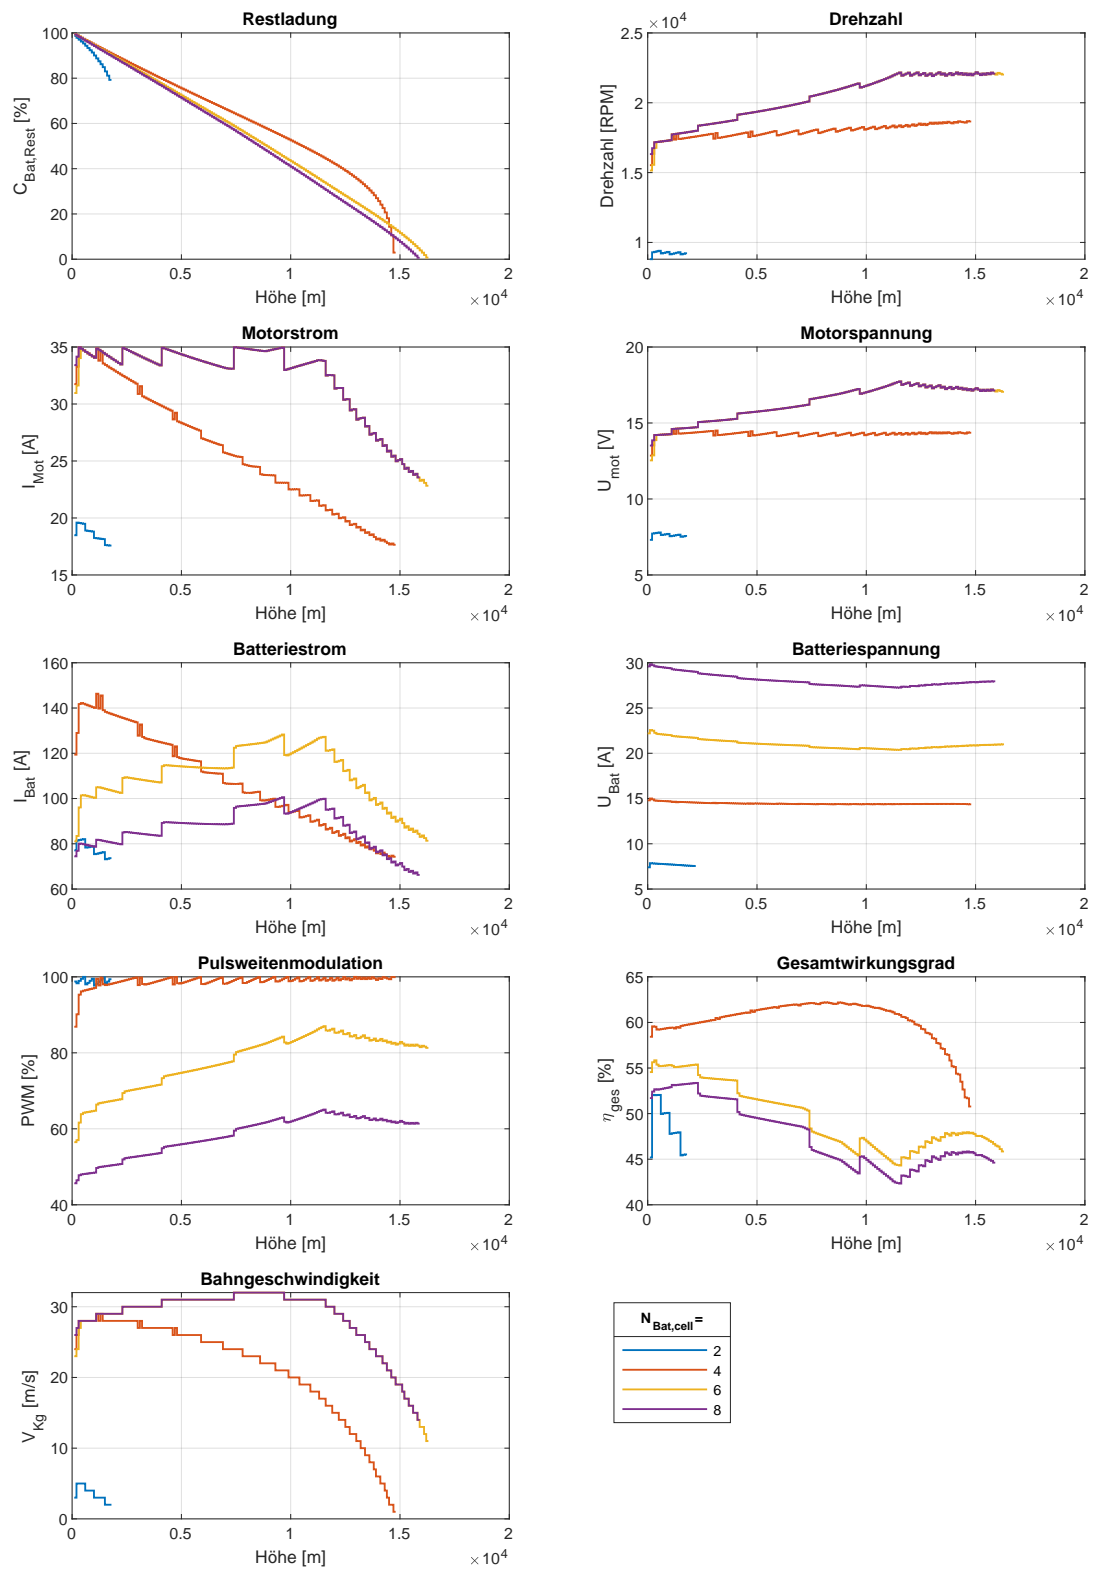 Restladung
100
80
60
40
20
0
C_Bat,Rest [%]
0 0.5 1 1.5 2
Höhe [m]
×10^4
Drehzahl
×10^4
2.5
2
1.5
1
Drehzahl [RPM]
0 0.5 1 1.5 2
Höhe [m]
×10^4
Motorstrom
35
30
25
20
15
I_Mot [A]
0 0.5 1 1.5 2
Höhe [m]
×10^4
Motorspannung
20
15
10
5
U_mot [V]
0 0.5 1 1.5 2
Höhe [m]
×10^4
Batteriestrom
160
140
120
100
80
60
I_Bat [A]
0 0.5 1 1.5 2
Höhe [m]
×10^4
Batteriespannung
30
25
20
15
10
5
U_Bat [A]
0 0.5 1 1.5 2
Höhe [m]
×10^4
Pulsweitenmodulation
100
80
60
40
PWM [%]
0 0.5 1 1.5 2
Höhe [m]
×10^4
Gesamtwirkungsgrad
65
60
55
50
45
40
η_ges [%]
0 0.5 1 1.5 2
Höhe [m]
×10^4
Bahngeschwindigkeit
30
20
10
0
V_Kg [m/s]
0 0.5 1 1.5 2
Höhe [m]
×10^4
N_Bat,cell=
2
4
6
8